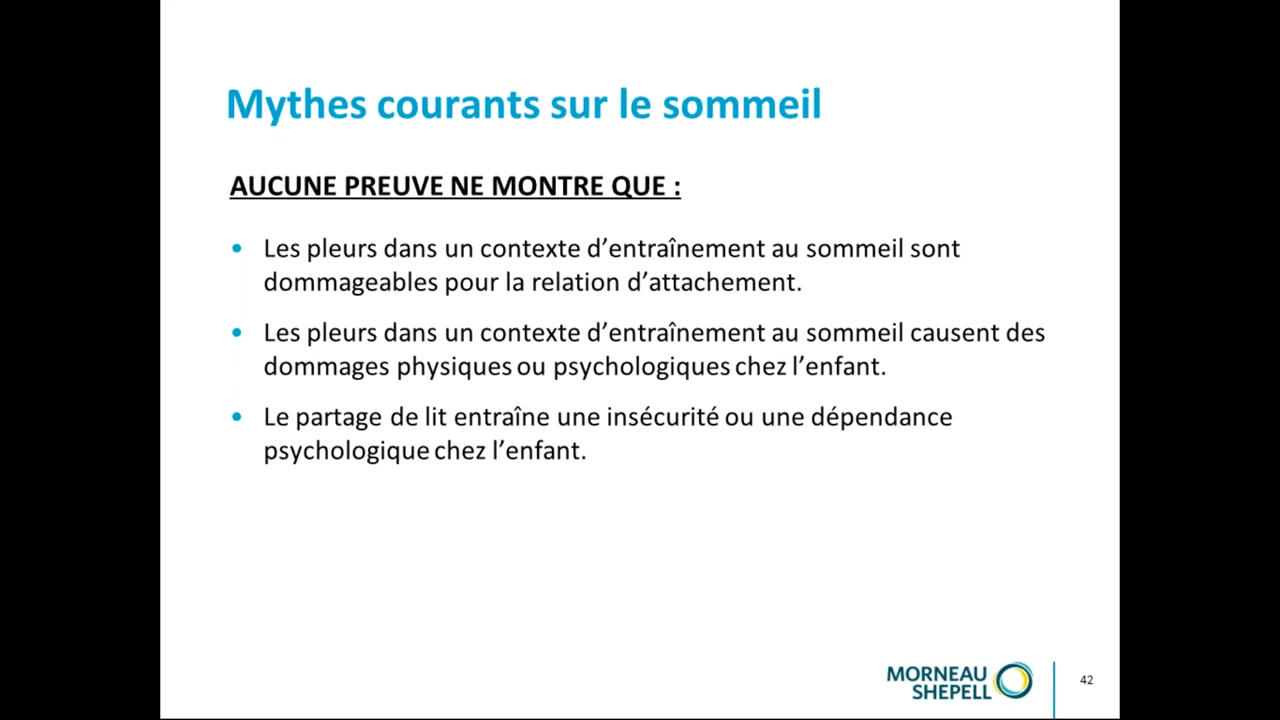 Mythes courants sur le sommeil
AUCUNE PREUVE NE MONTRE QUE :
• Les pleurs dans un contexte d’entraînement au sommeil sont
dommageables pour la relation d’attachement.
• Les pleurs dans un contexte d’entraînement au sommeil causent des
dommages physiques ou psychologiques chez l’enfant.
• Le partage de lit entraîne une insécurité ou une dépendance
psychologique chez l’enfant.
MORNEAU
SHEPELL
42